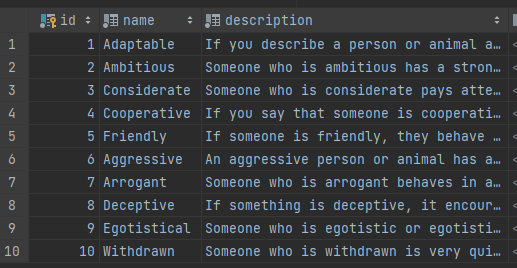 id name description
1 1 Adaptable If you describe a person or animal a…
2 2 Ambitious Someone who is ambitious has a stron…
3 3 Considerate Someone who is considerate pays atte…
4 4 Cooperative If you say that someone is cooperati…
5 5 Friendly If someone is friendly, they behave …
6 6 Aggressive An aggressive person or animal has a…
7 7 Arrogant Someone who is arrogant behaves in a…
8 8 Deceptive If something is deceptive, it encour…
9 9 Egotistical Someone who is egotistic or egotisti…
10 10 Withdrawn Someone who is withdrawn is very qui…